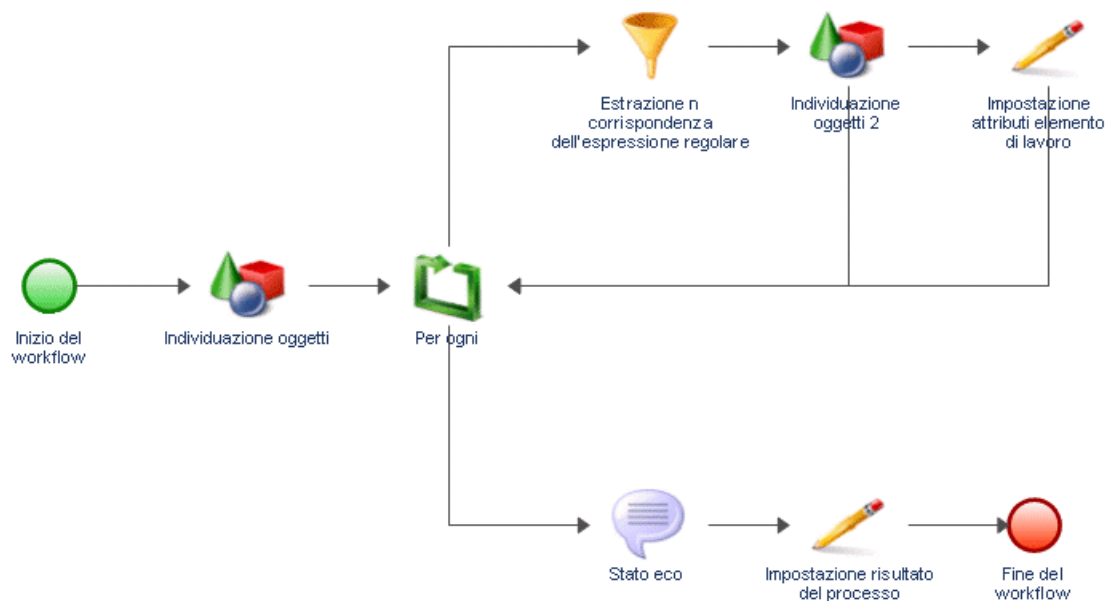 Estrazione n
corrispondenza
dell'espressione regolare
Individuazione
oggetti 2
Impostazione
attributi elemento
di lavoro
Inizio del
workflow
Individuazione oggetti
Per ogni
Stato eco
Impostazione risultato
del processo
Fine del
workflow